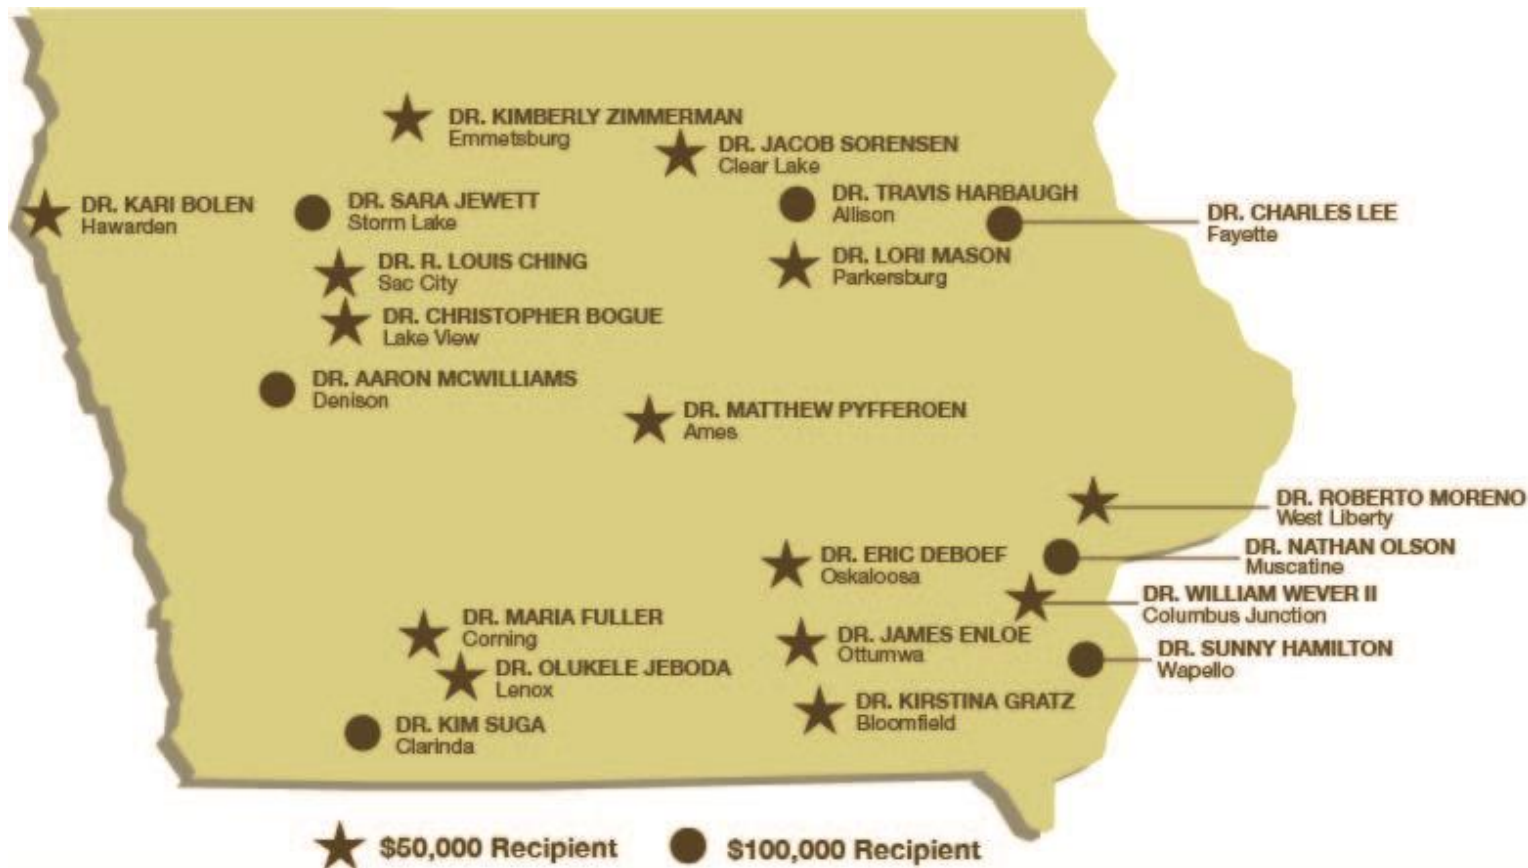 DR. KIMBERLY ZIMMERMAN
Emmetsburg
DR. JACOB SORENSEN
Clear Lake
DR. KARI BOLEN
Hawarden
DR. SARA JEWETT
Storm Lake
DR. TRAVIS HARBAUGH
Allison
DR. CHARLES LEE
Fayette
DR. R. LOUIS CHING
Sac City
DR. LORI MASON
Parkersburg
DR. CHRISTOPHER BOGUE
Lake View
DR. AARON MCWILLIAMS
Denison
DR. MATTHEW PYFFEROEN
Ames
DR. ROBERTO MORENO
West Liberty
DR. ERIC DEBOEF
Oskaloosa
DR. NATHAN OLSON
Muscatine
DR. WILLIAM WEVER II
Columbus Junction
DR. MARIA FULLER
Corning
DR. JAMES ENLOE
Ottumwa
DR. SUNNY HAMILTON
Wapello
DR. OLUKELE JEBODA
Lenox
DR. KIRSTINA GRATZ
Bloomfield
DR. KIM SUGA
Clarinda
$50,000 Recipient
$100,000 Recipient